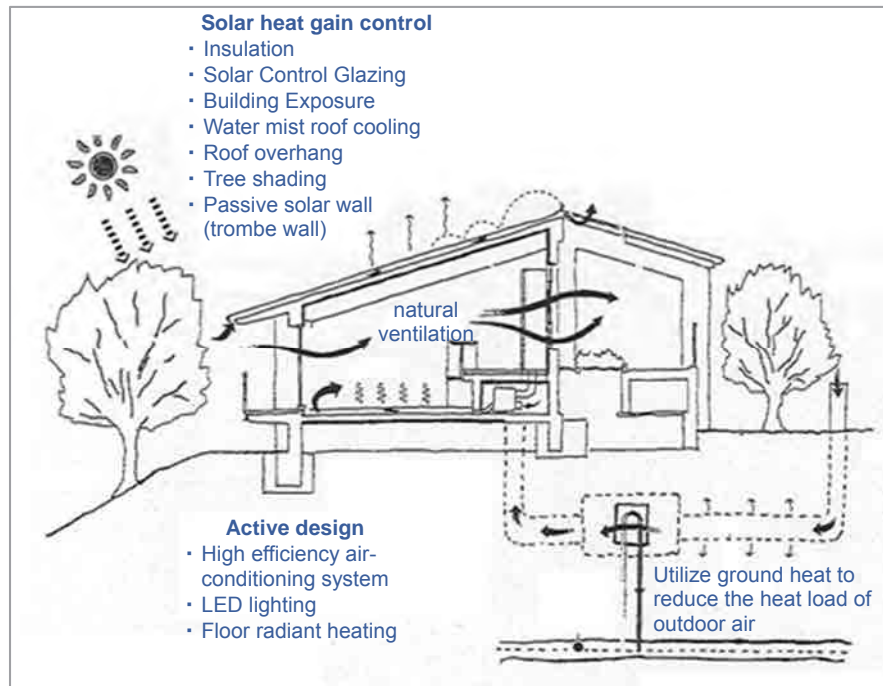 Solar heat gain control
・Insulation
・Solar Control Glazing
・Building Exposure
・Water mist roof cooling
・Roof overhang
・Tree shading
・Passive solar wall
(trombe wall)
natural
ventilation
Active design
・High efficiency air-
conditioning system
・LED lighting
・Floor radiant heating
Utilize ground heat to
reduce the heat load of
outdoor air